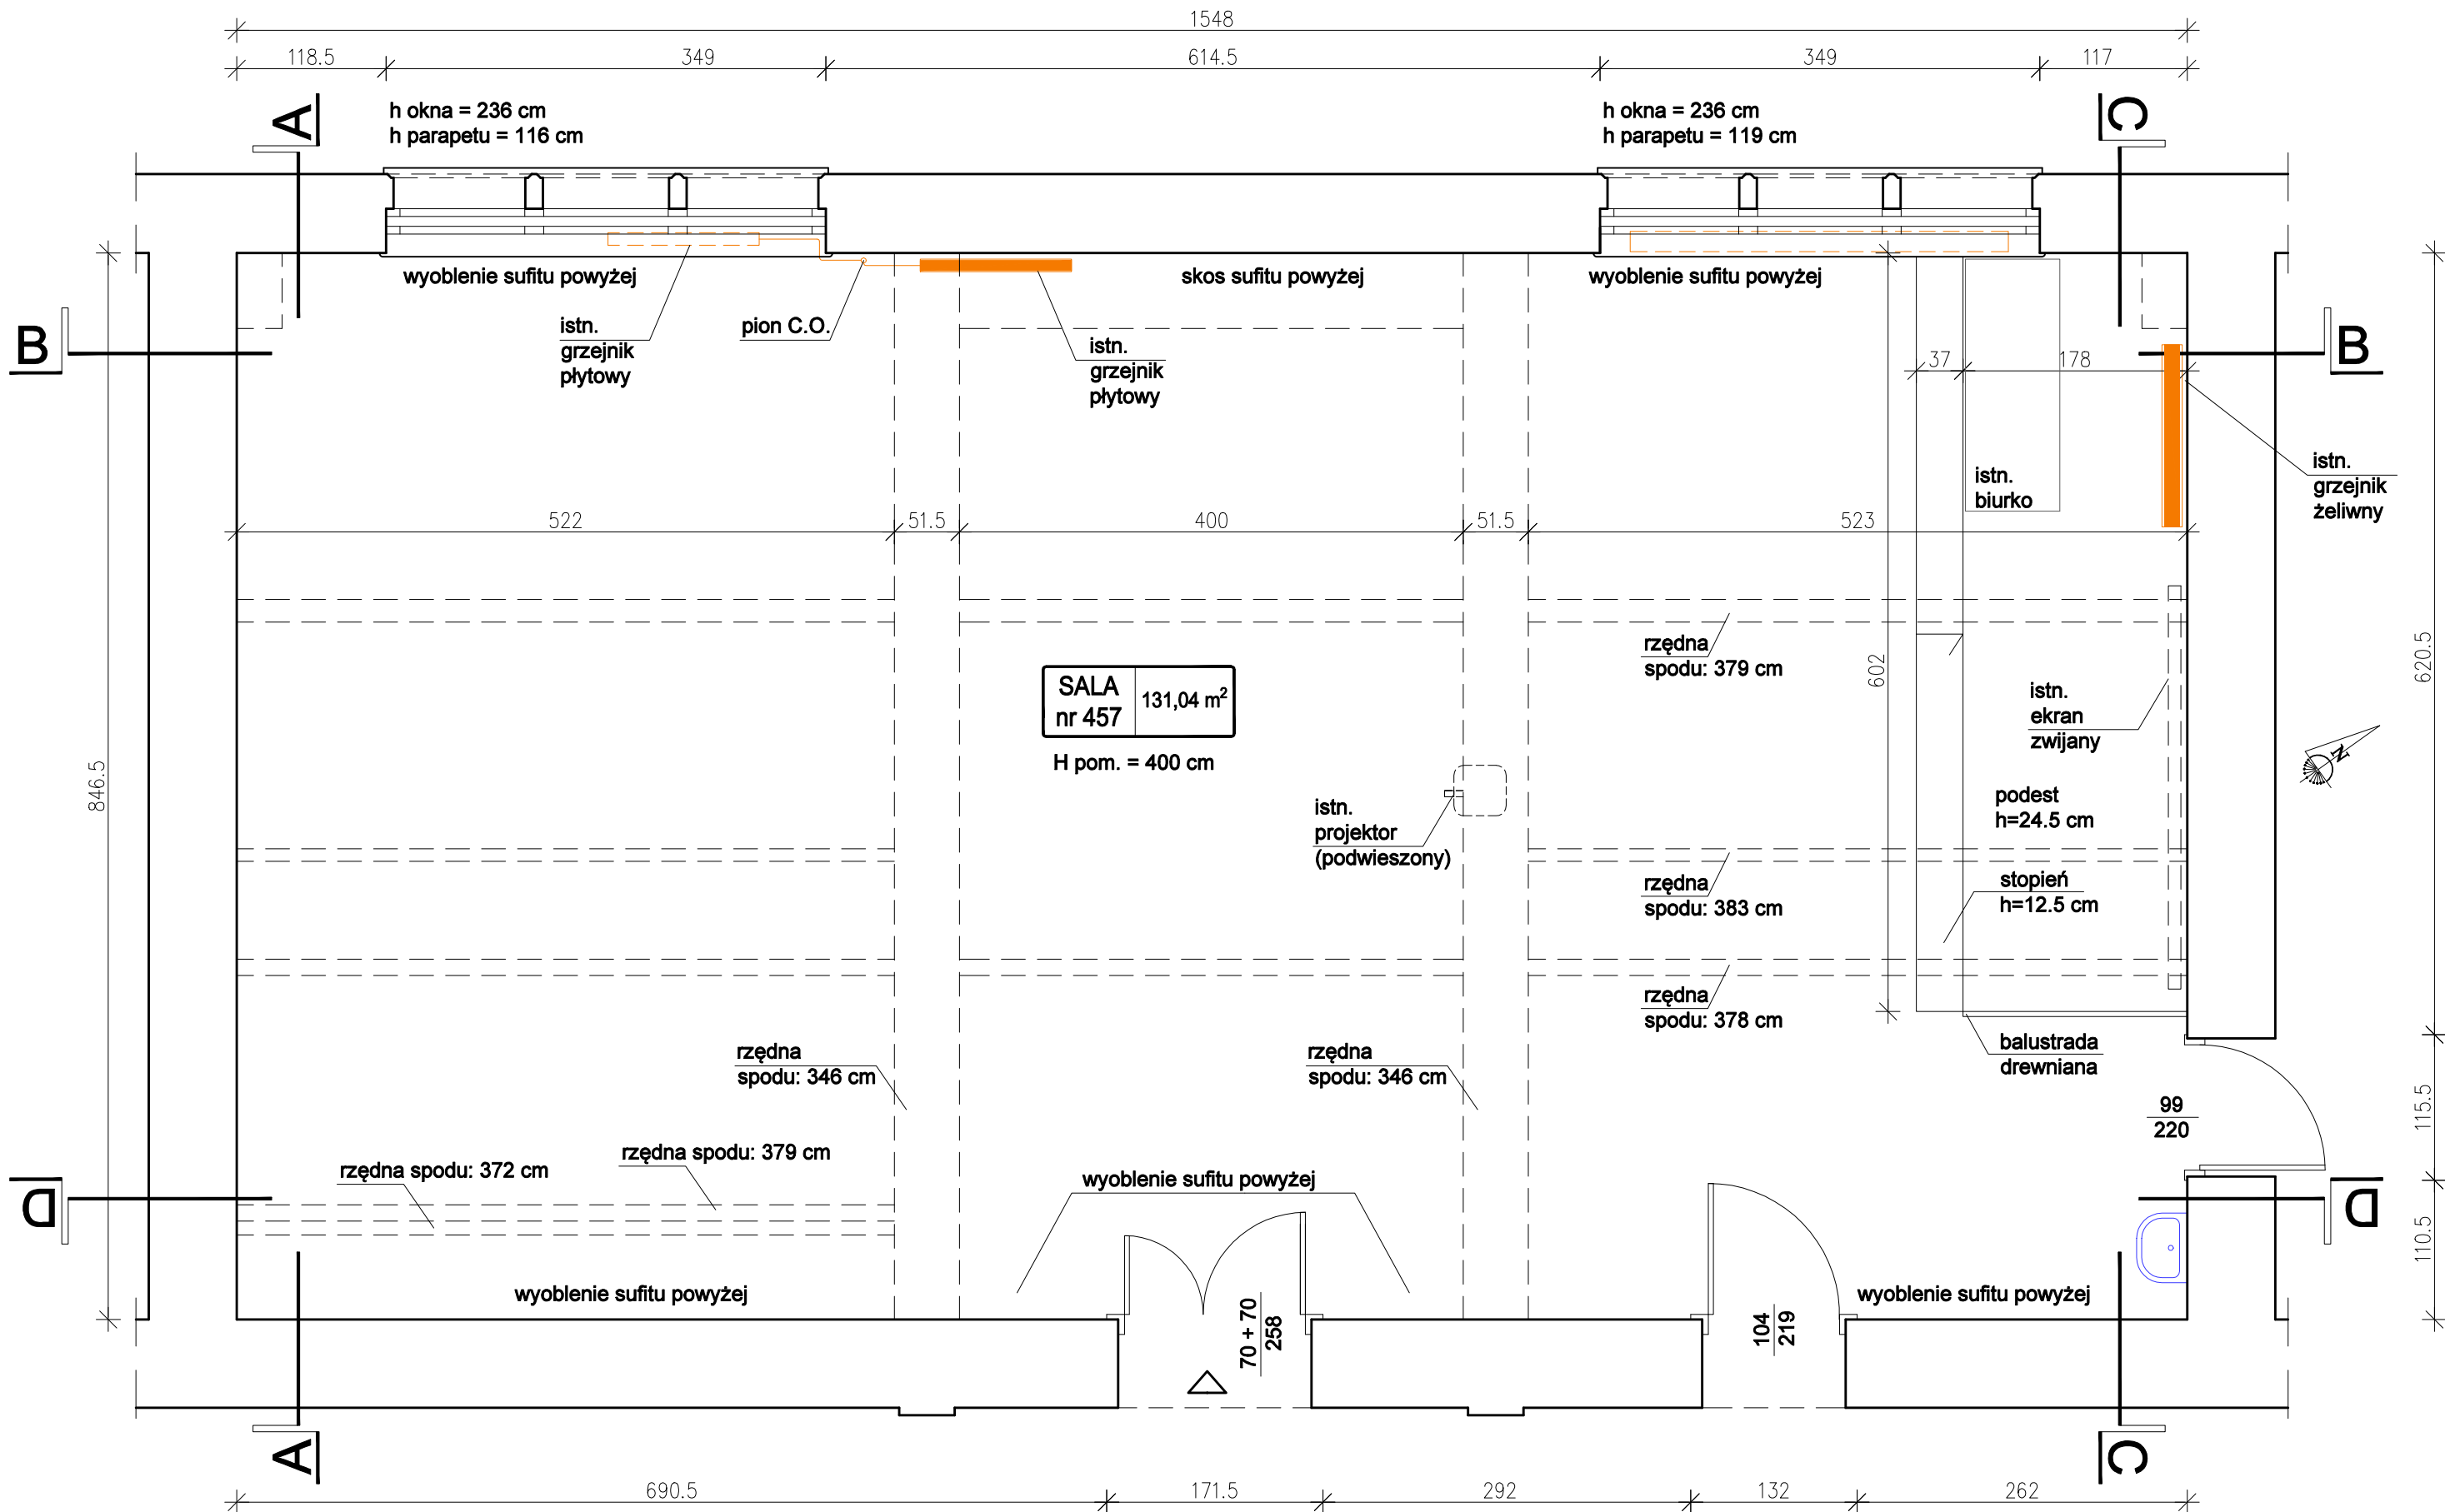 1548
118.5 349 614.5 349 117
h okna = 236 cm
h parapetu = 116 cm
h okna = 236 cm
h parapetu = 119 cm
A
C
wyoblenie sufitu powyżej
skos sufitu powyżej
wyoblenie sufitu powyżej
B
B
istn.
grzejnik
płytowy
pion C.O.
istn.
grzejnik
płytowy
37 178
istn.
biurko
istn.
grzejnik
żeliwny
522 51.5 400 51.5 523
rzędna
spodu: 379 cm
602
620.5
846.5
SALA
nr 457
131,04 m²
H pom. = 400 cm
istn.
ekran
zwijany
N
istn.
projektor
(podwieszony)
podest
h=24.5 cm
rzędna
spodu: 383 cm
stopień
h=12.5 cm
rzędna
spodu: 378 cm
rzędna
spodu: 346 cm
rzędna
spodu: 346 cm
balustrada
drewniana
99
220
115.5
rzędna spodu: 372 cm
rzędna spodu: 379 cm
wyoblenie sufitu powyżej
D
D
110.5
wyoblenie sufitu powyżej
70 + 70
258
104
219
wyoblenie sufitu powyżej
A
C
690.5 171.5 292 132 262